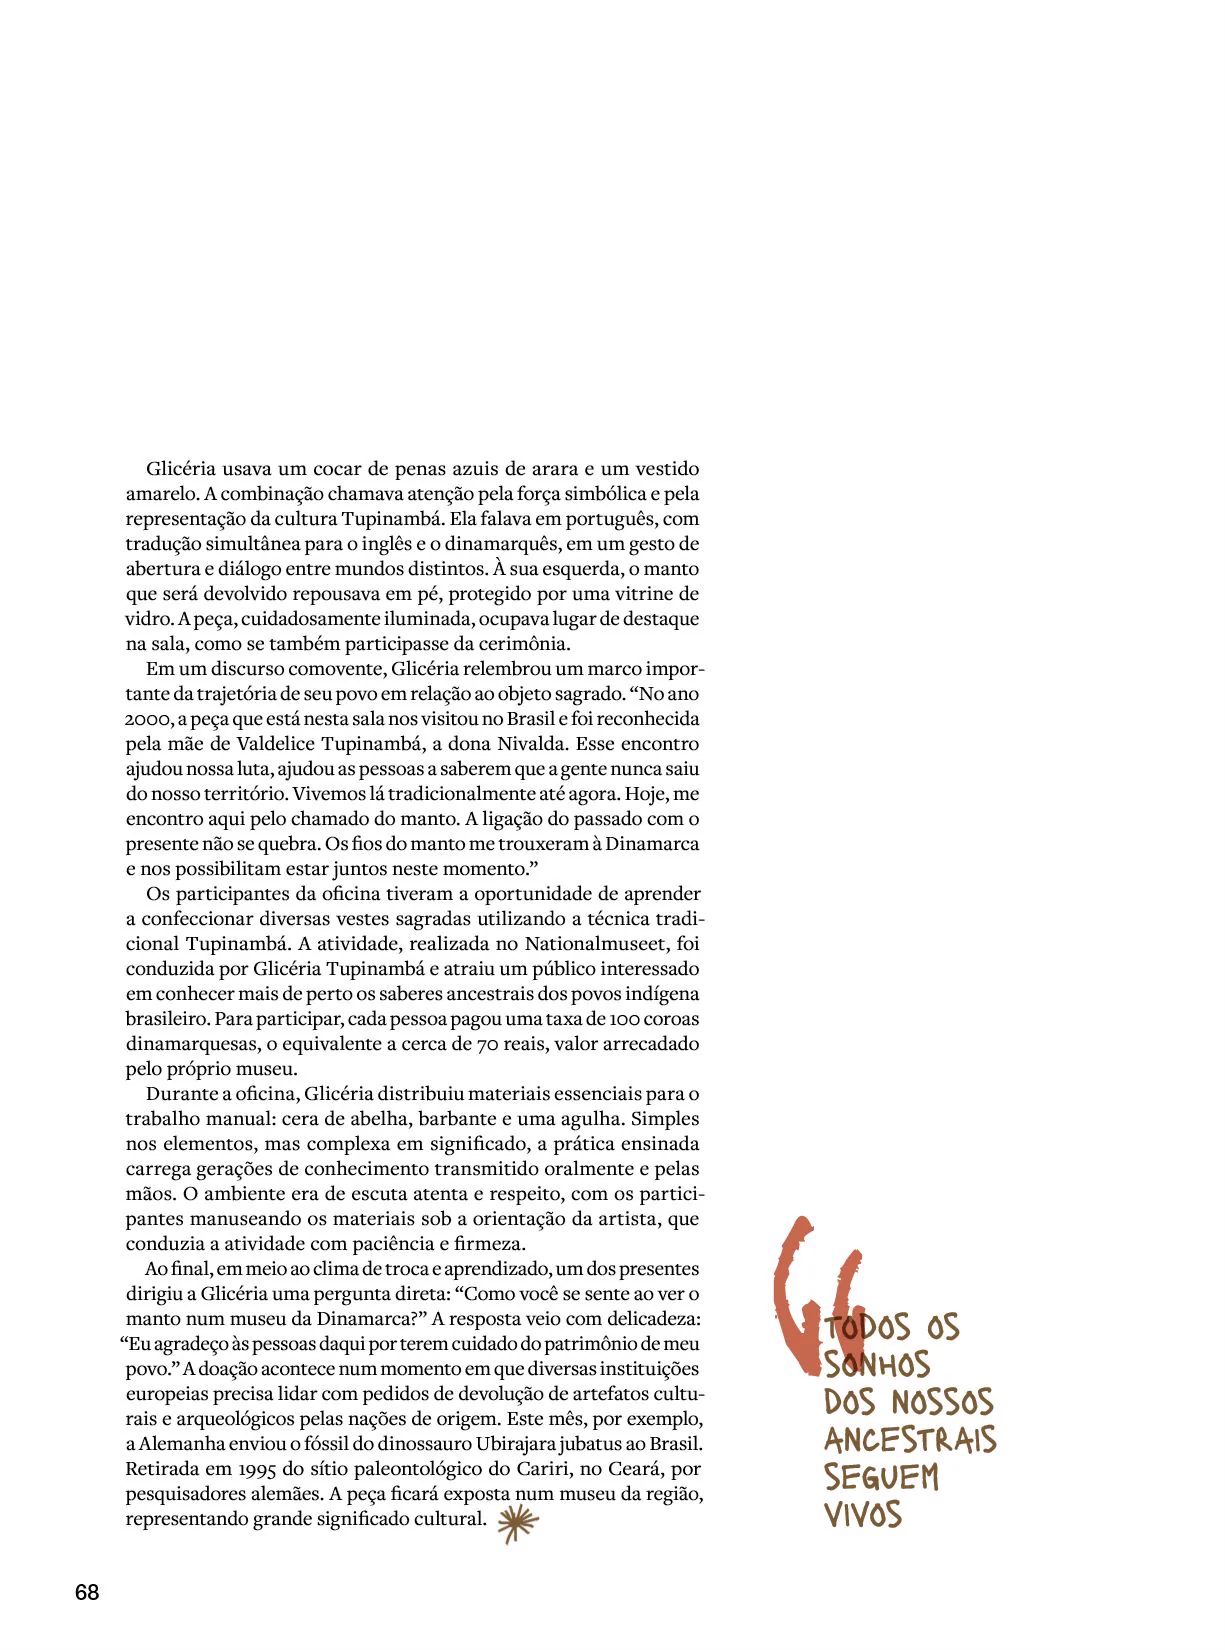 Glicéria usava um cocar de penas azuis de arara e um vestido
amarelo. A combinação chamava atenção pela força simbólica e pela
representação da cultura Tupinambá. Ela falava em português, com
tradução simultânea para o inglês e o dinamarquês, em um gesto de
abertura e diálogo entre mundos distintos. À sua esquerda, o manto
que será devolvido repousava em pé, protegido por uma vitrine de
vidro. A peça, cuidadosamente iluminada, ocupava lugar de destaque
na sala, como se também participasse da cerimônia.
Em um discurso comovente, Glicéria relembrou um marco impor-
tante da trajetória de seu povo em relação ao objeto sagrado. “No ano
2000, a peça que está nesta sala nos visitou no Brasil e foi reconhecida
pela mãe de Valdelice Tupinambá, a dona Nivalda. Esse encontro
ajudou nossa luta, ajudou as pessoas a saberem que a gente nunca saiu
do nosso território. Vivemos lá tradicionalmente até agora. Hoje, me
encontro aqui pelo chamado do manto. A ligação do passado com o
presente não se quebra. Os fios do manto me trouxeram à Dinamarca
e nos possibilitam estar juntos neste momento.”
Os participantes da oficina tiveram a oportunidade de aprender
a confeccionar diversas vestes sagradas utilizando a técnica tradi-
cional Tupinambá. A atividade, realizada no Nationalmuseet, foi
conduzida por Glicéria Tupinambá e atraiu um público interessado
em conhecer mais de perto os saberes ancestrais dos povos indígena
brasileiro. Para participar, cada pessoa pagou uma taxa de 100 coroas
dinamarquesas, o equivalente a cerca de 70 reais, valor arrecadado
pelo próprio museu.
Durante a oficina, Glicéria distribuiu materiais essenciais para o
trabalho manual: cera de abelha, barbante e uma agulha. Simples
nos elementos, mas complexa em significado, a prática ensinada
carrega gerações de conhecimento transmitido oralmente e pelas
mãos. O ambiente era de escuta atenta e respeito, com os partici-
pantes manuseando os materiais sob a orientação da artista, que
conduzia a atividade com paciência e firmeza.
Ao final, em meio ao clima de troca e aprendizado, um dos presentes
dirigiu a Glicéria uma pergunta direta: “Como você se sente ao ver o
manto num museu da Dinamarca?” A resposta veio com delicadeza:
“Eu agradeço às pessoas daqui por terem cuidado do patrimônio de meu
povo.” A doação acontece num momento em que diversas instituições
europeias precisa lidar com pedidos de devolução de artefatos cultu-
rais e arqueológicos pelas nações de origem. Este mês, por exemplo,
a Alemanha enviou o fóssil do dinossauro Ubirajara jubatus ao Brasil.
Retirada em 1995 do sítio paleontológico do Cariri, no Ceará, por
pesquisadores alemães. A peça ficará exposta num museu da região,
representando grande significado cultural.
“
TODOS OS
SONHOS
DOS NOSSOS
ANCESTRAIS
SEGUEM
VIVOS
68